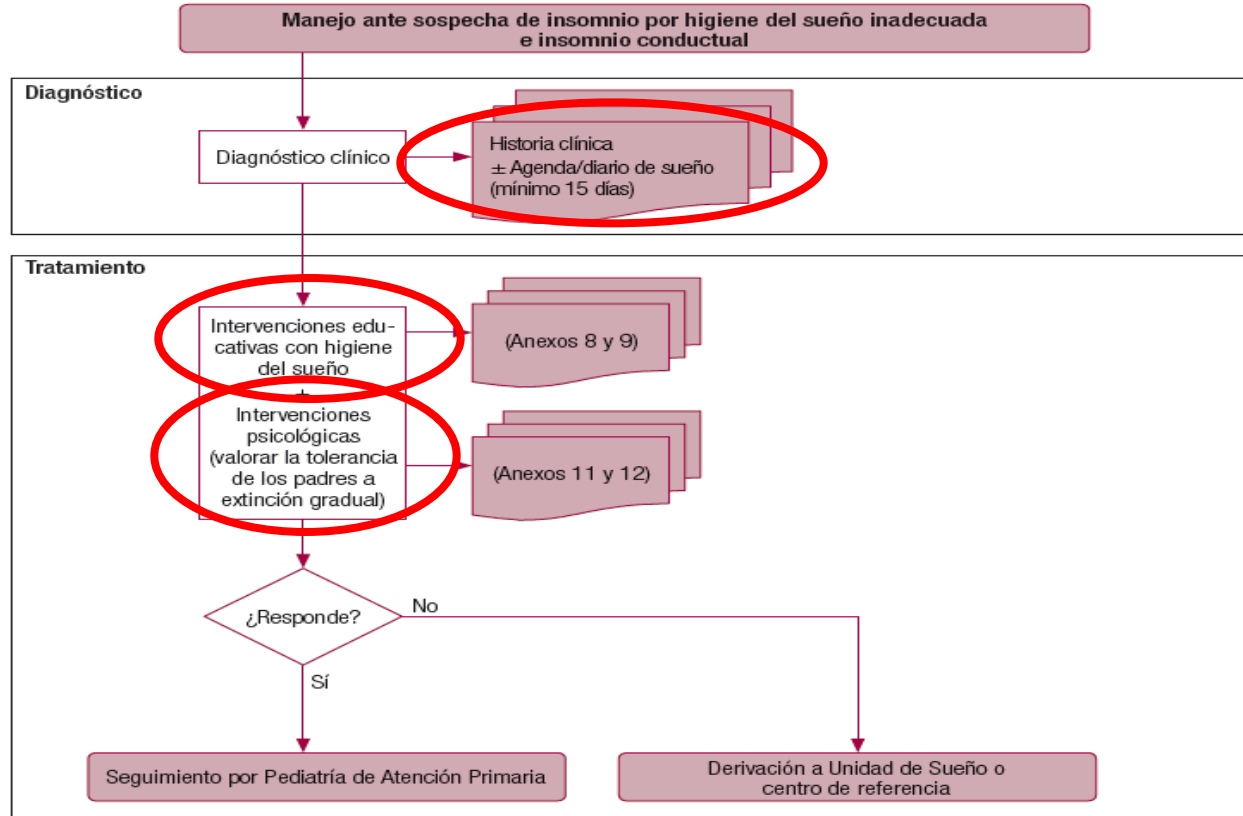 Manejo ante sospecha de insomnio por higiene del sueño inadecuada
e insomnio conductual
Diagnóstico
Diagnóstico clínico
Historia clínica
± Agenda/diario de sueño
(mínimo 15 días)
Tratamiento
Intervenciones edu-
cativas con higiene
del sueño
(Anexos 8 y 9)
+
Intervenciones
psicológicas
(valorar la tolerancia
de los padres a
extinción gradual)
(Anexos 11 y 12)
¿Responde?
No
Sí
Seguimiento por Pediatría de Atención Primaria
Derivación a Unidad de Sueño o
centro de referencia